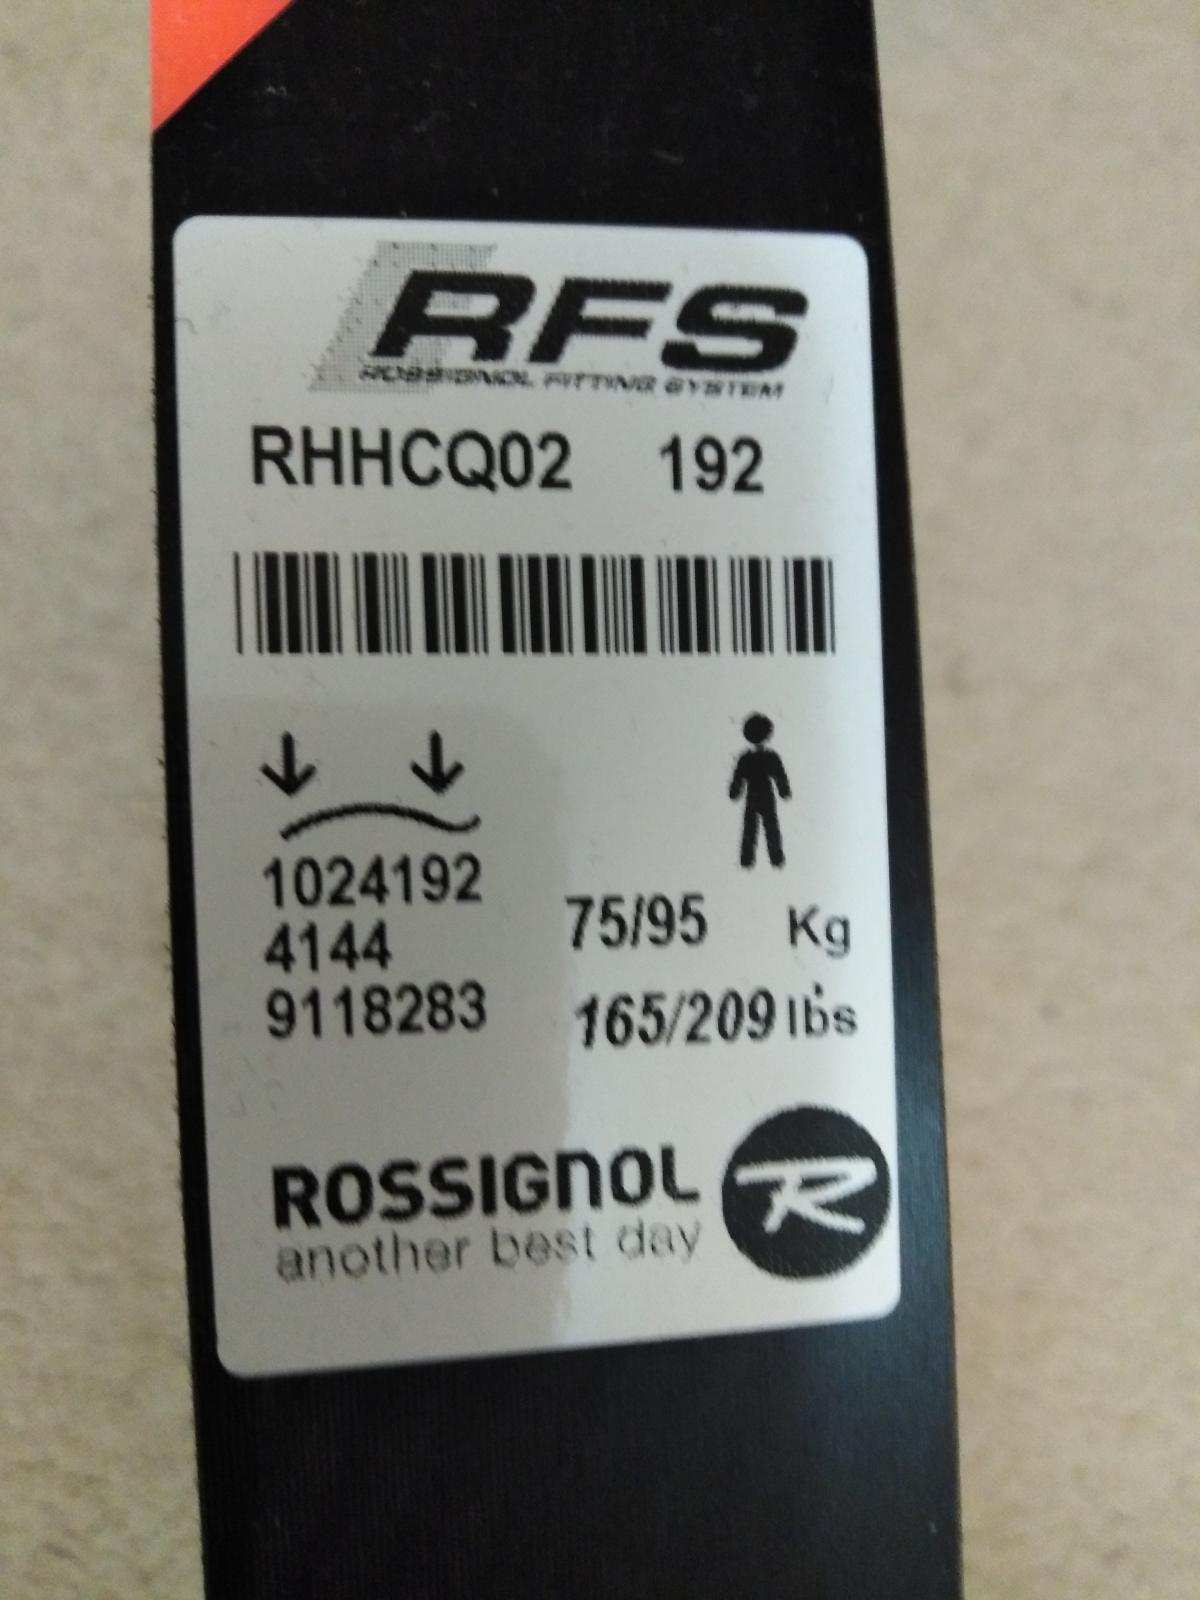 RFS
ROSSIGNOL FITTING SYSTEM
RHHCQ02 192
1024192
4144
9118283
75/95 Kg
165/209 lbs
ROSSIGNOL R
another best day